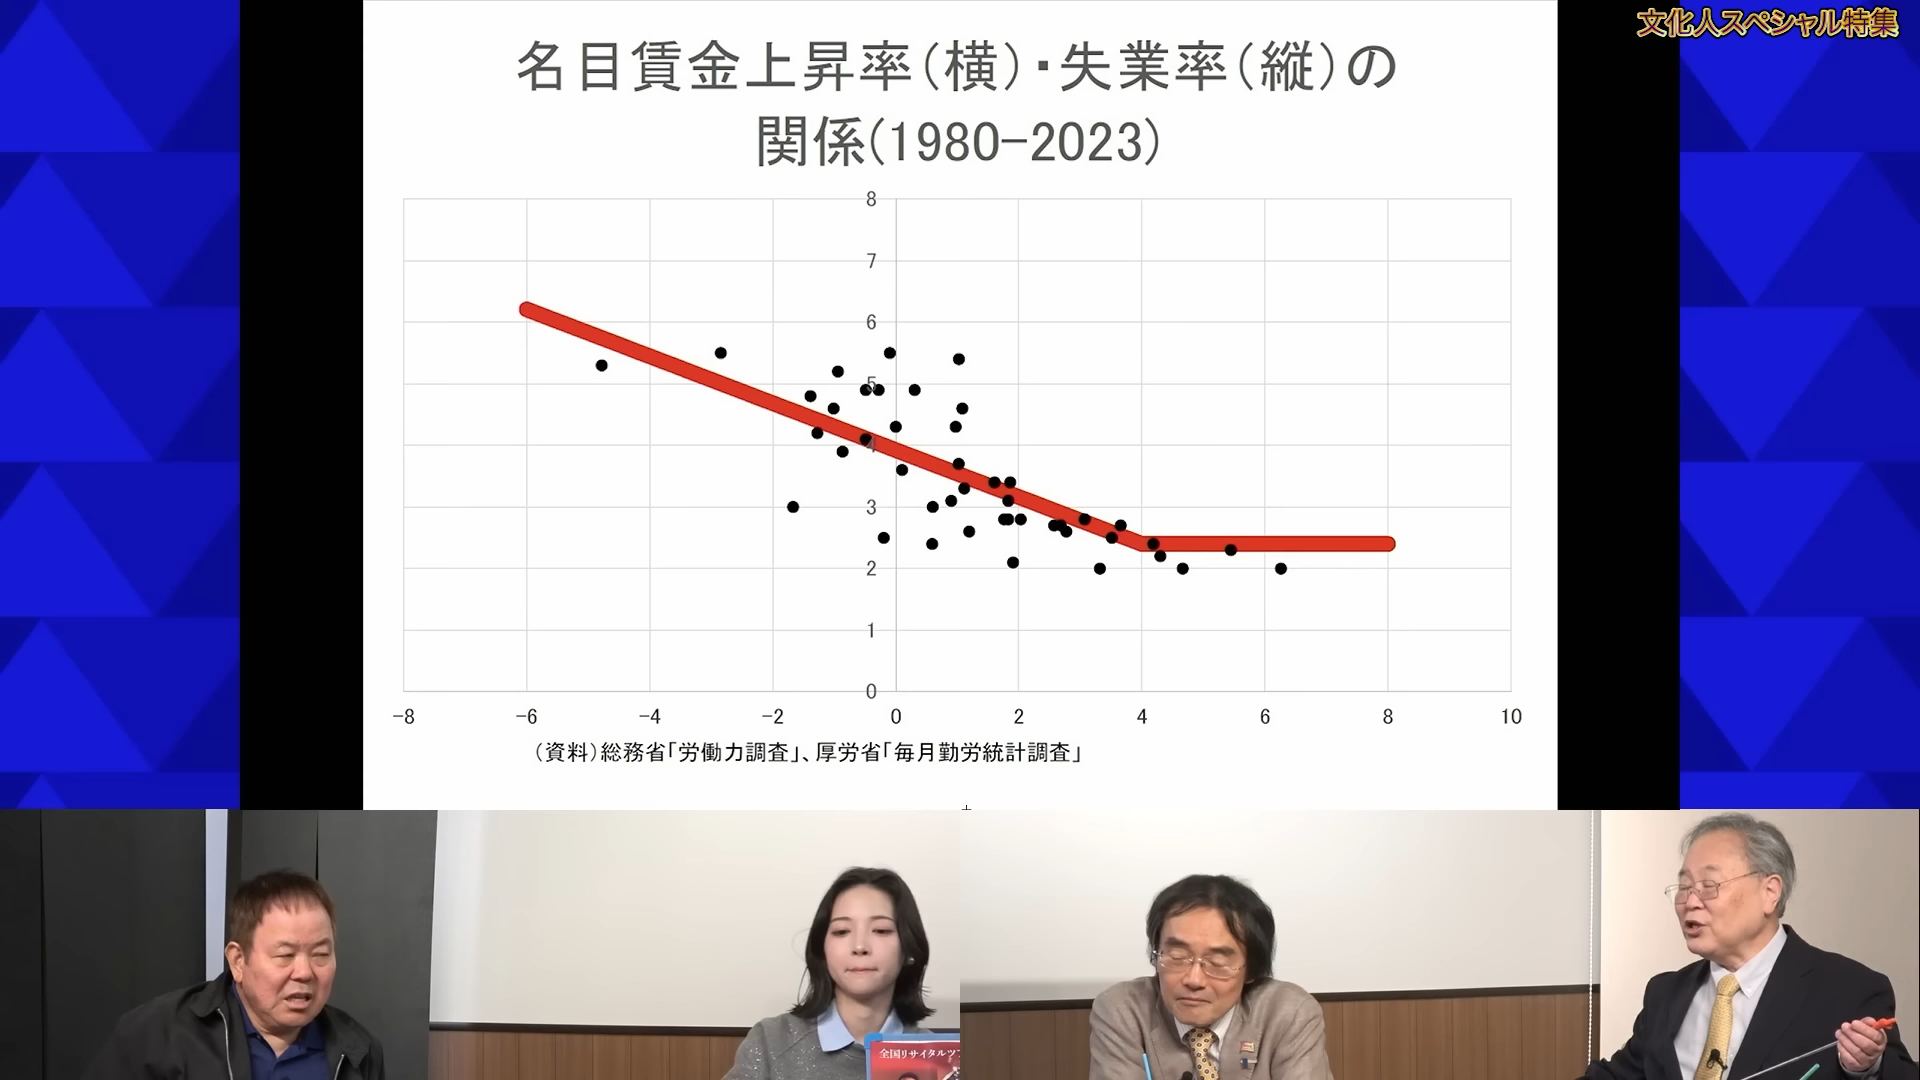 文化人スペシャル特集
名目賃金上昇率(横)・失業率(縦)の
関係(1980-2023)
8
7
6
5
4
3
2
1
0
-8 -6 -4 -2 0 2 4 6 8 10
(資料)総務省「労働力調査」、厚労省「毎月勤労統計調査」